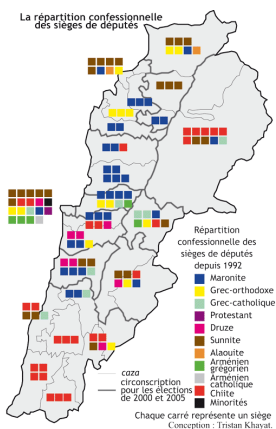 La répartition confessionnelle
des sièges de députés
Répartition
confessionnelle des
sièges de députés
depuis 1992
Maronite
Grec-orthodoxe
Grec-catholique
Protestant
Druze
Sunnite
Alaouite
Arménien
grégorien
Arménien
catholique
Chiite
Minorités
caza
circonscription
pour les élections
de 2000 et 2005
Chaque carré représente un siège
Conception : Tristan Khayat.